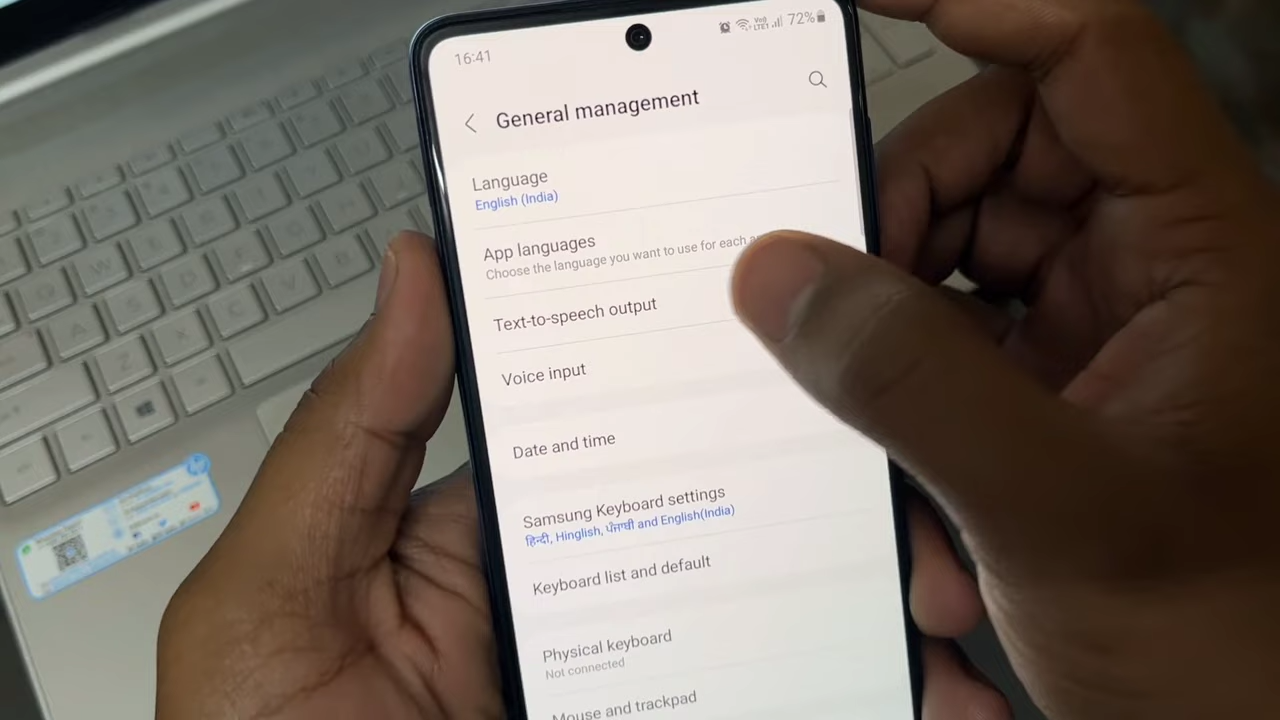 16:41
Vo)) LTE1 72%
General management
Language
English (India)
App languages
Choose the language you want to use for each
Text-to-speech output
Voice input
Date and time
Samsung Keyboard settings
हिन्दी, Hinglish, ਪੰਜਾਬੀ and English(India)
Keyboard list and default
Physical keyboard
Not connected
Mouse and trackpad